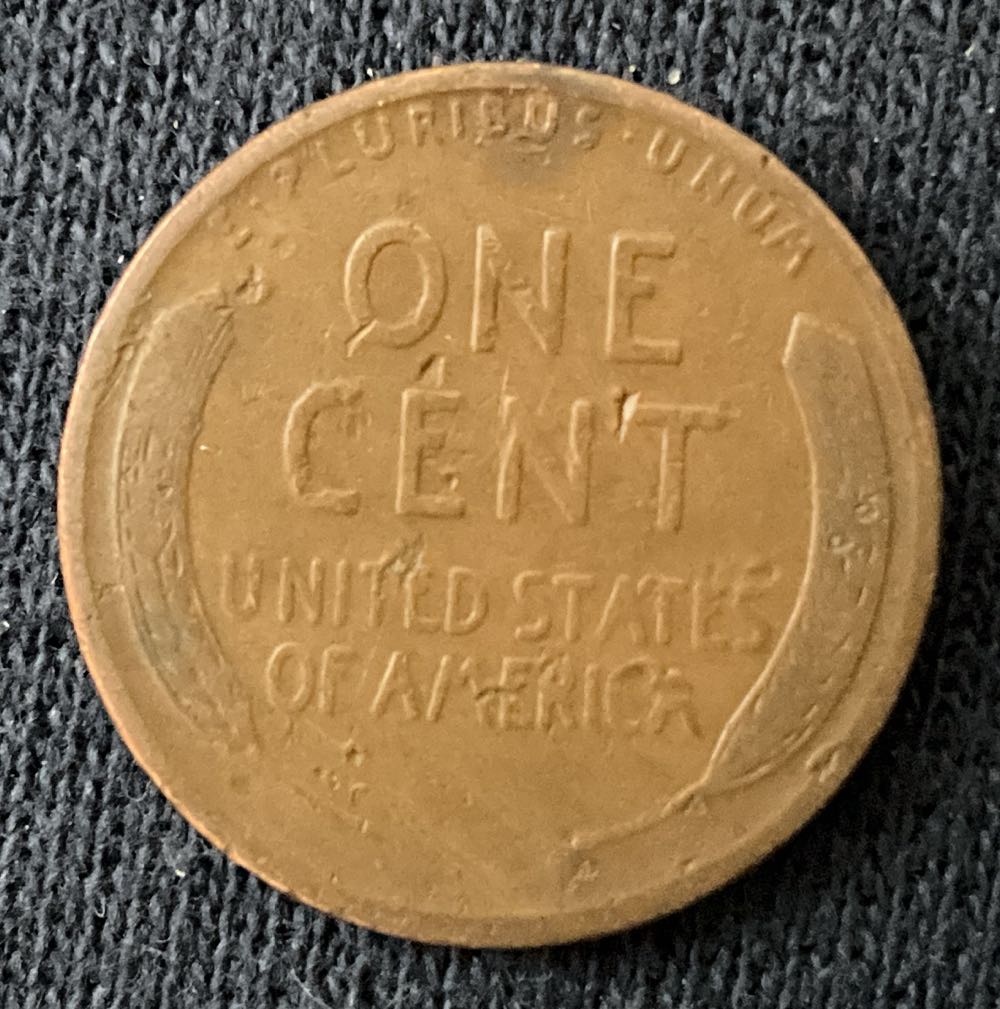 E · PLURIBUS · UNUM
ONE
CENT
UNITED STATES
OF AMERICA